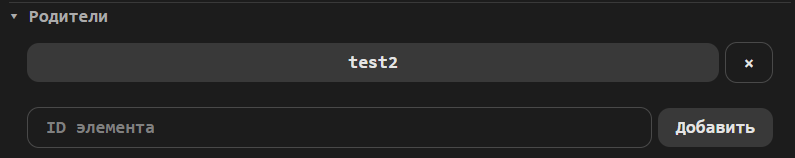 ▼ Родители
test2 ×
ID элемента Добавить